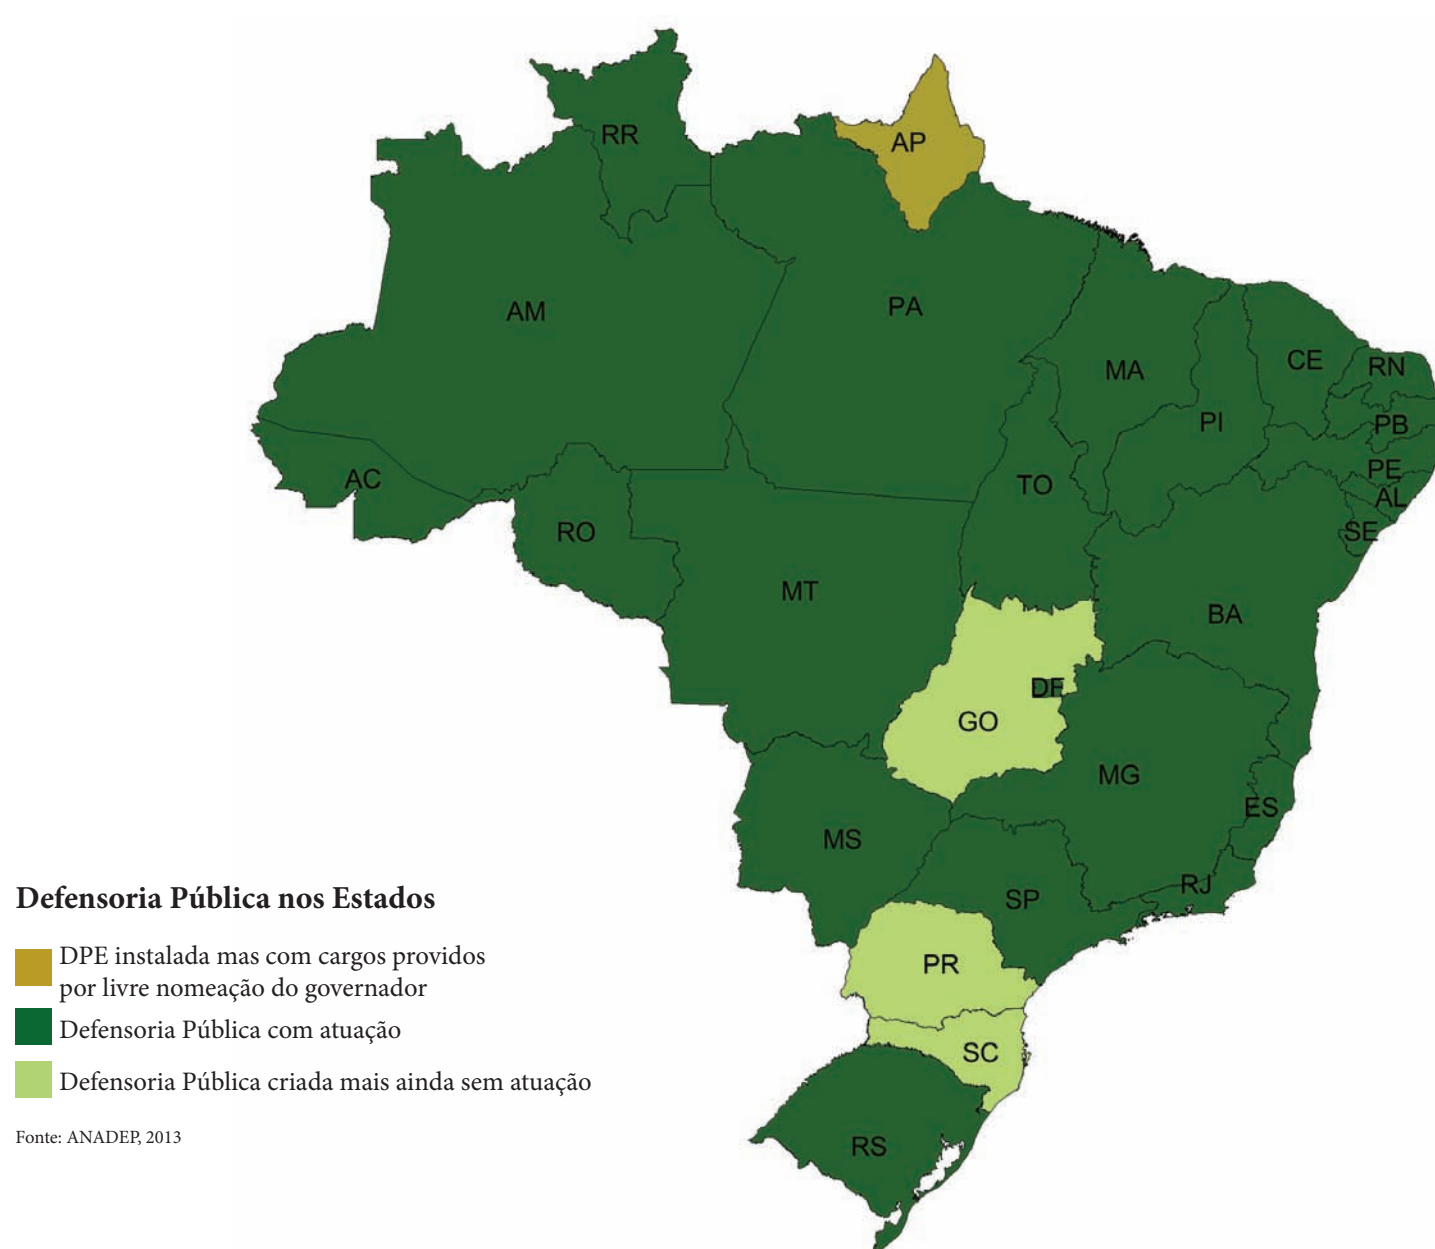 RR
AP
AM
PA
MA
CE
RN
PI
PB
PE
AL
SE
AC
TO
RO
MT
BA
DF
GO
MG
ES
MS
RJ
SP
PR
SC
RS
Defensoria Pública nos Estados
DPE instalada mas com cargos providos
por livre nomeação do governador
Defensoria Pública com atuação
Defensoria Pública criada mais ainda sem atuação
Fonte: ANADEP, 2013